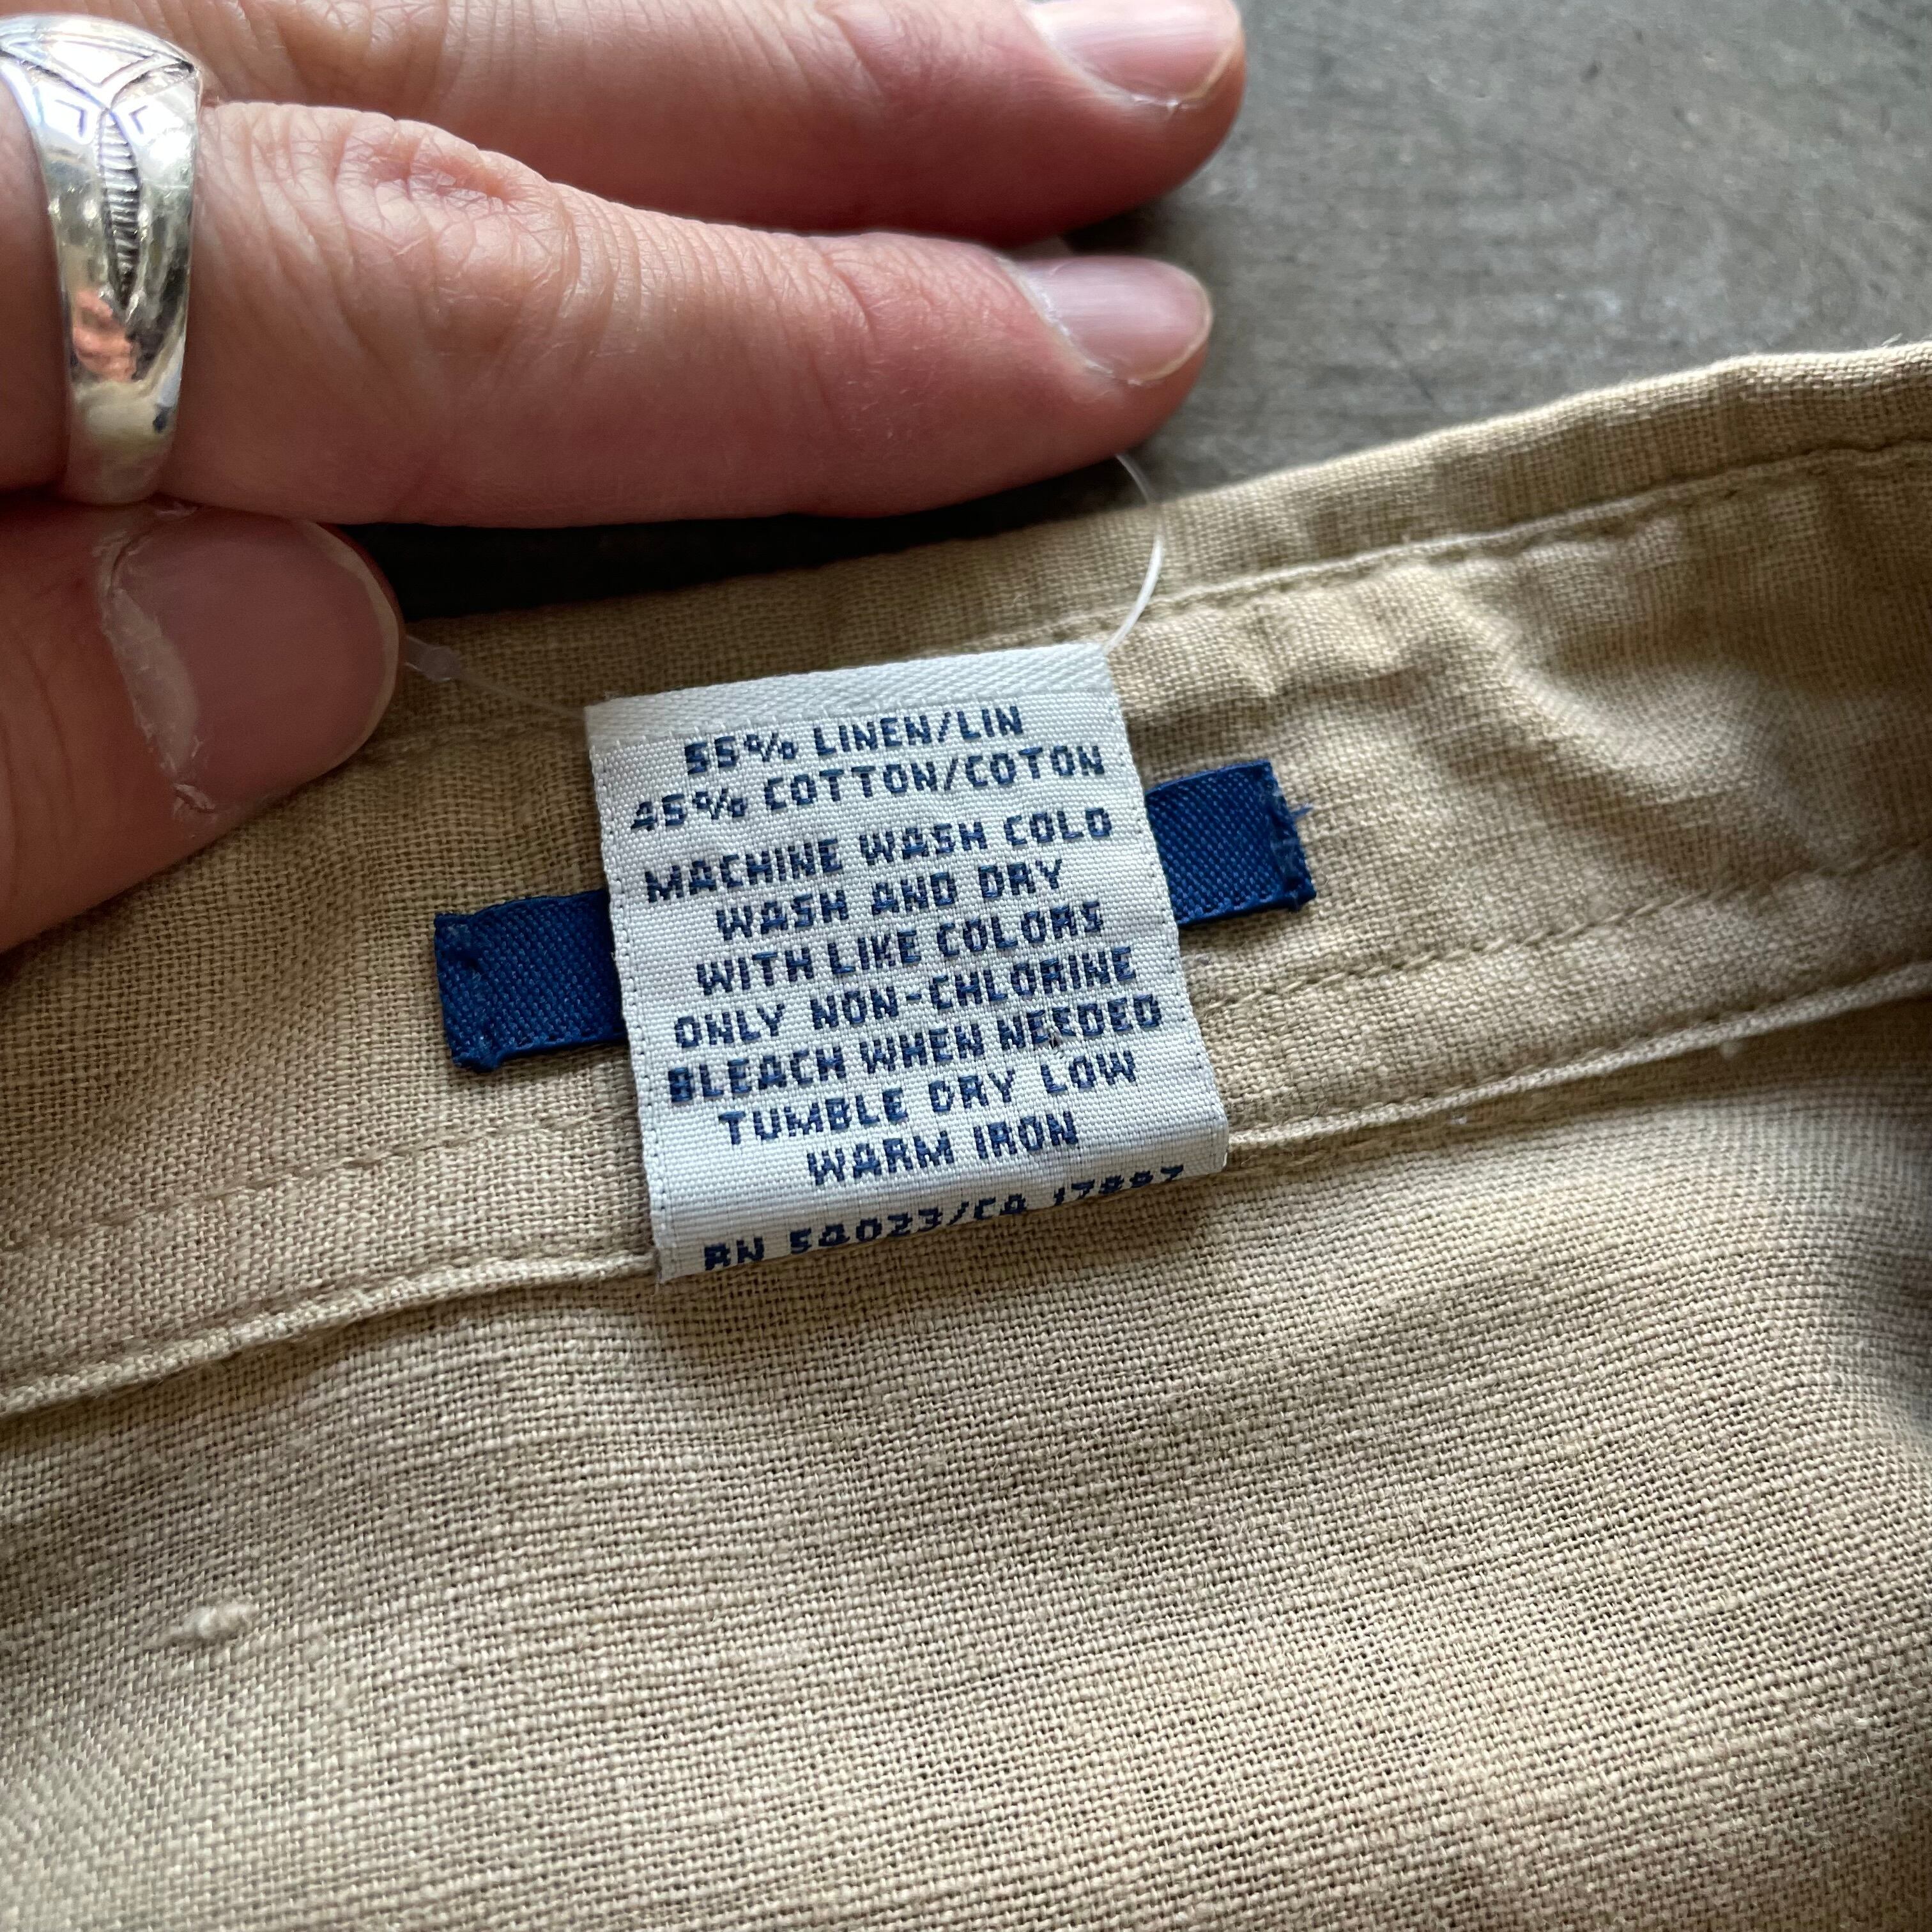 55% LINEN/LIN
45% COTTON/COTON
MACHINE WASH COLD
WASH AND DRY
WITH LIKE COLORS
ONLY NON-CHLORINE
BLEACH WHEN NEEDED
TUMBLE DRY LOW
WARM IRON
RN 54023/CA